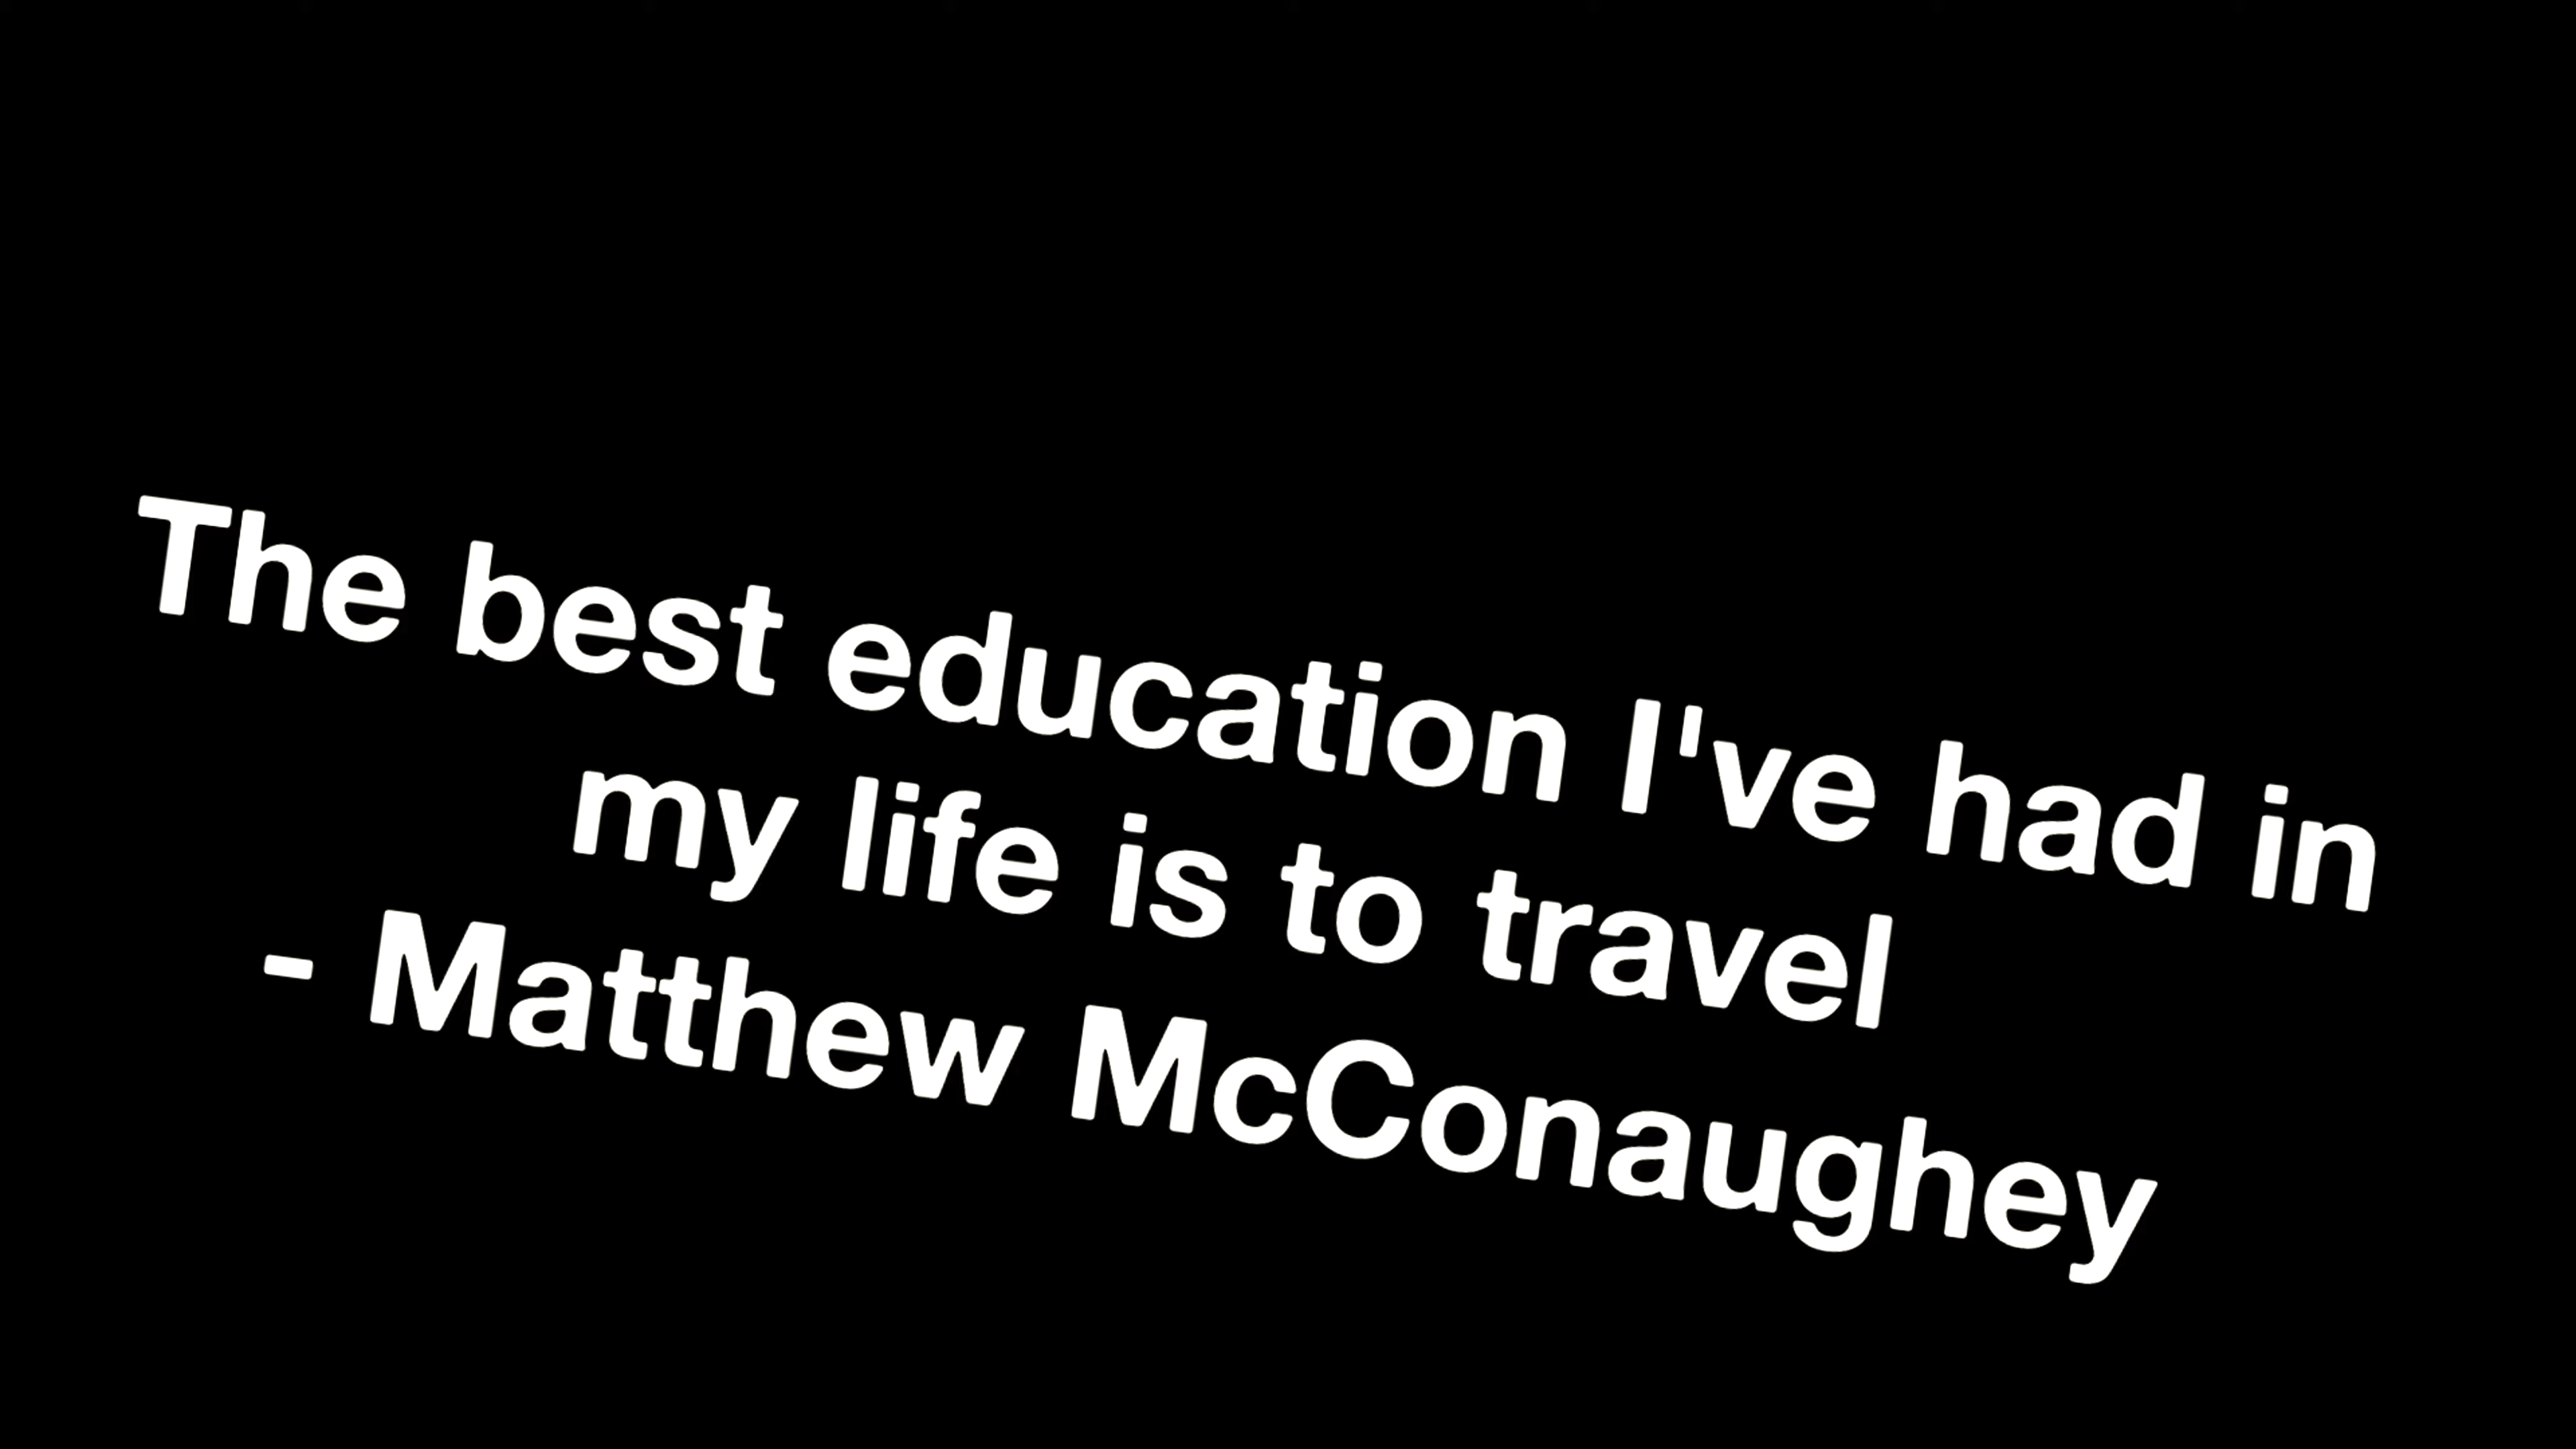 The best education I've had in
my life is to travel
- Matthew McConaughey